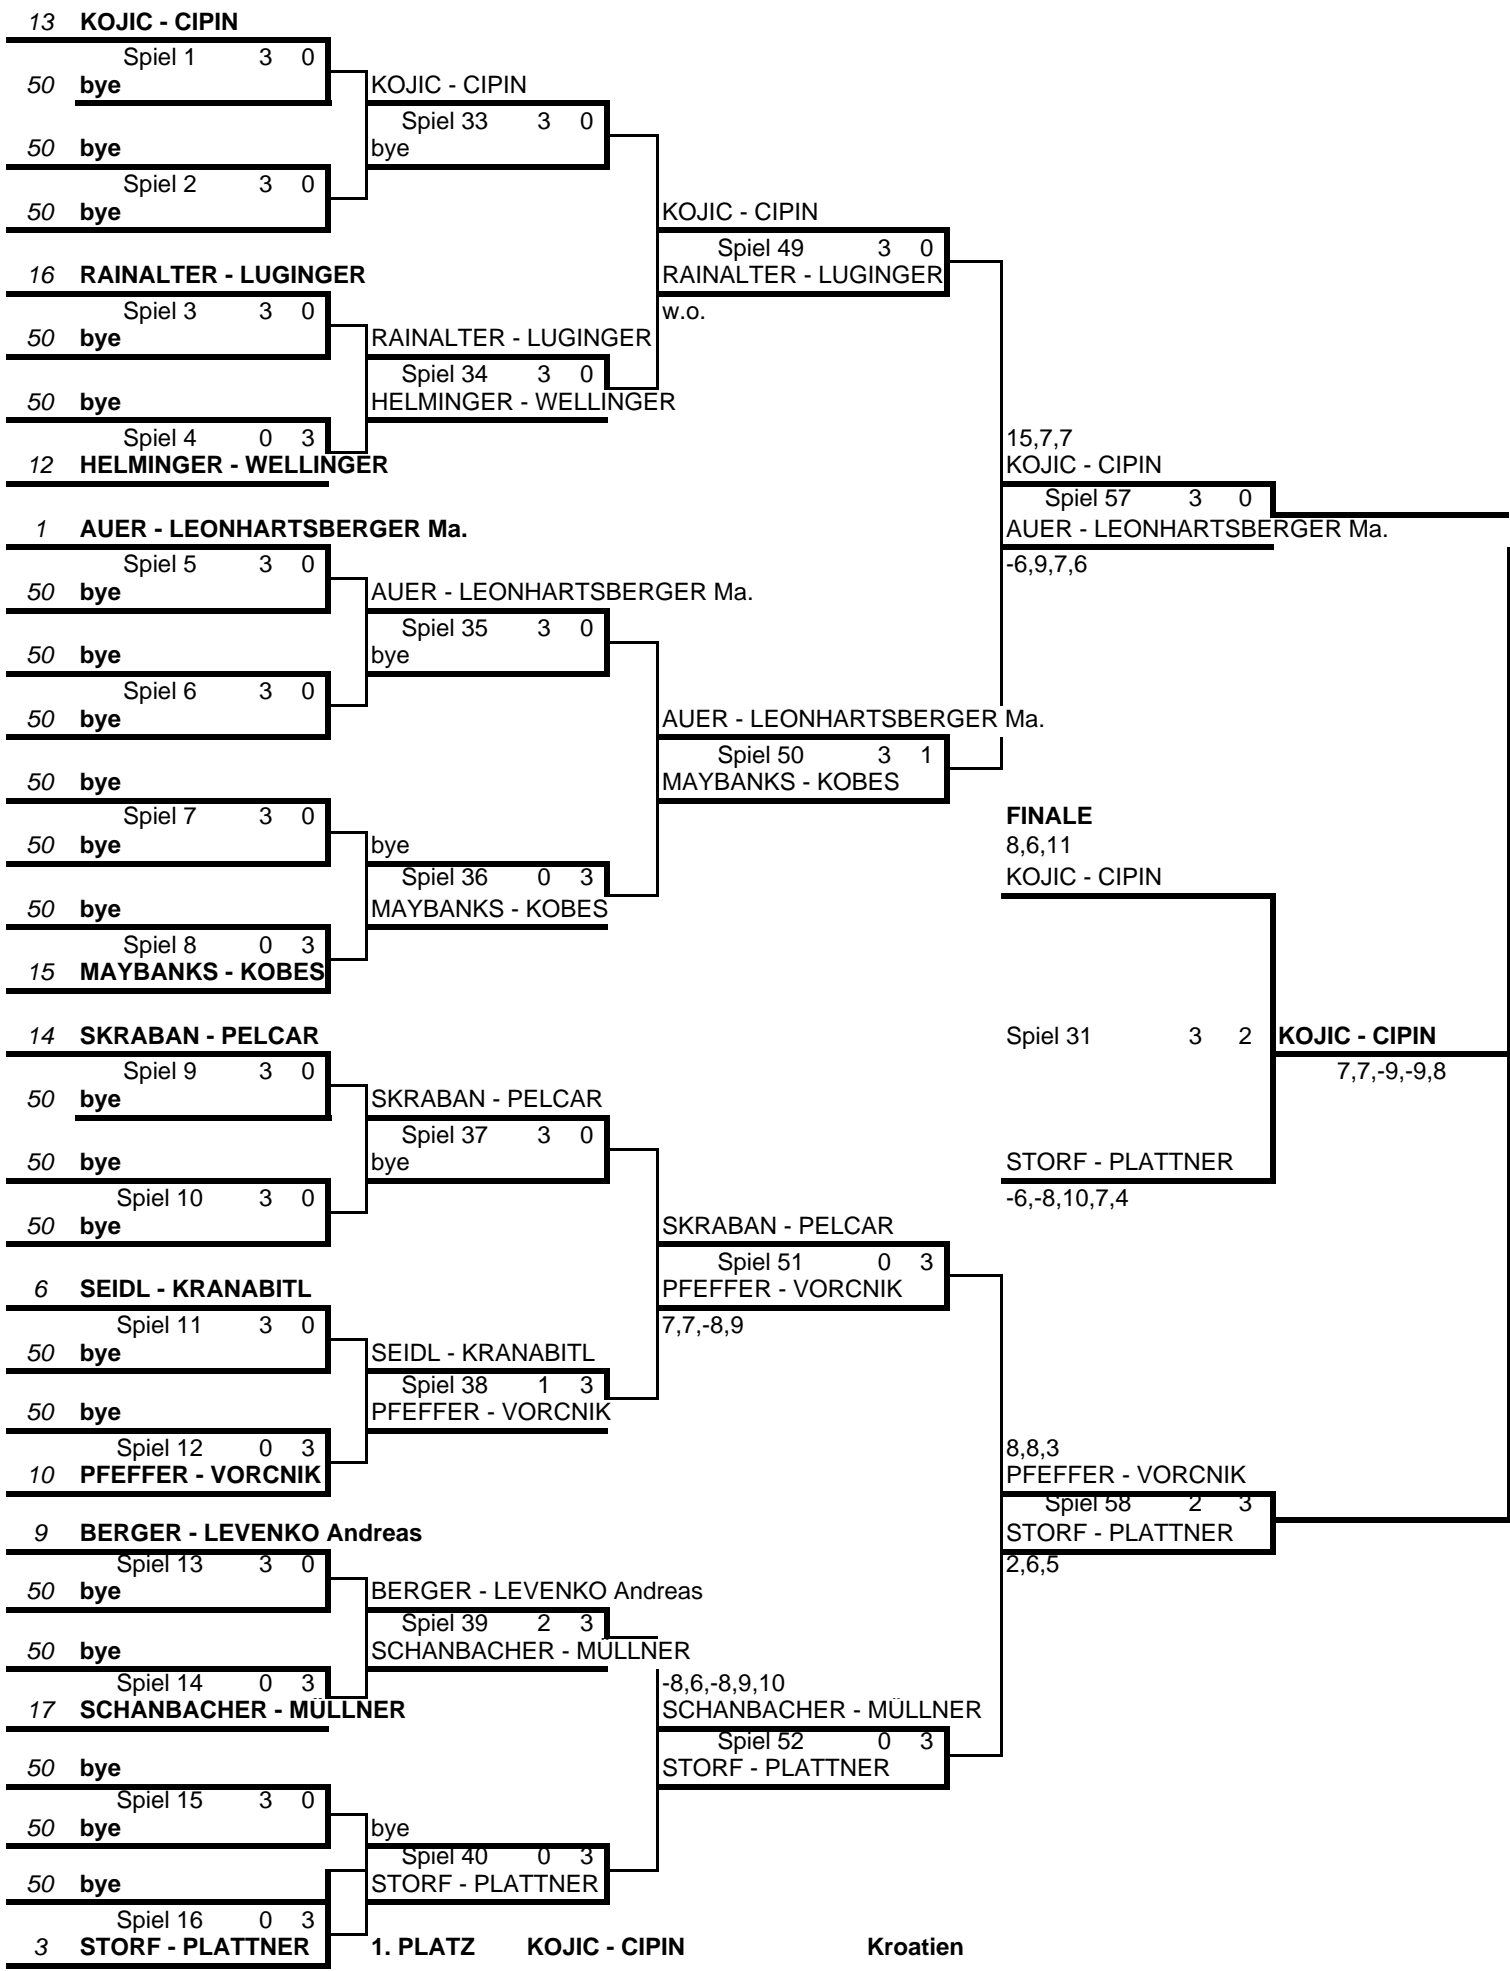 13 KOJIC - CIPIN
Spiel 1 3 0
50 bye
KOJIC - CIPIN
Spiel 33 3 0
50 bye
bye
Spiel 2 3 0
50 bye
KOJIC - CIPIN
Spiel 49 3 0
16 RAINALTER - LUGINGER
RAINALTER - LUGINGER
Spiel 3 3 0
w.o.
50 bye
RAINALTER - LUGINGER
Spiel 34 3 0
50 bye
HELMINGER - WELLINGER
Spiel 4 0 3
15,7,7
12 HELMINGER - WELLINGER
KOJIC - CIPIN
Spiel 57 3 0
1 AUER - LEONHARTSBERGER Ma.
AUER - LEONHARTSBERGER Ma.
Spiel 5 3 0
-6,9,7,6
50 bye
AUER - LEONHARTSBERGER Ma.
Spiel 35 3 0
50 bye
bye
Spiel 6 3 0
50 bye
AUER - LEONHARTSBERGER Ma.
Spiel 50 3 1
50 bye
MAYBANKS - KOBES
Spiel 7 3 0
FINALE
50 bye
bye
8,6,11
Spiel 36 0 3
KOJIC - CIPIN
50 bye
MAYBANKS - KOBES
Spiel 8 0 3
15 MAYBANKS - KOBES
14 SKRABAN - PELCAR
Spiel 31 3 2
KOJIC - CIPIN
Spiel 9 3 0
7,7,-9,-9,8
50 bye
SKRABAN - PELCAR
Spiel 37 3 0
50 bye
bye
STORF - PLATTNER
Spiel 10 3 0
-6,-8,10,7,4
50 bye
SKRABAN - PELCAR
Spiel 51 0 3
6 SEIDL - KRANABITL
PFEFFER - VORCNIK
Spiel 11 3 0
7,7,-8,9
50 bye
SEIDL - KRANABITL
Spiel 38 1 3
50 bye
PFEFFER - VORCNIK
Spiel 12 0 3
8,8,3
10 PFEFFER - VORCNIK
PFEFFER - VORCNIK
Spiel 58 2 3
9 BERGER - LEVENKO Andreas
STORF - PLATTNER
Spiel 13 3 0
2,6,5
50 bye
BERGER - LEVENKO Andreas
Spiel 39 2 3
50 bye
SCHANBACHER - MÜLLNER
Spiel 14 0 3
-8,6,-8,9,10
17 SCHANBACHER - MÜLLNER
SCHANBACHER - MÜLLNER
Spiel 52 0 3
50 bye
STORF - PLATTNER
Spiel 15 3 0
50 bye
bye
Spiel 40 0 3
50 bye
STORF - PLATTNER
Spiel 16 0 3
3 STORF - PLATTNER
1. PLATZ KOJIC - CIPIN Kroatien